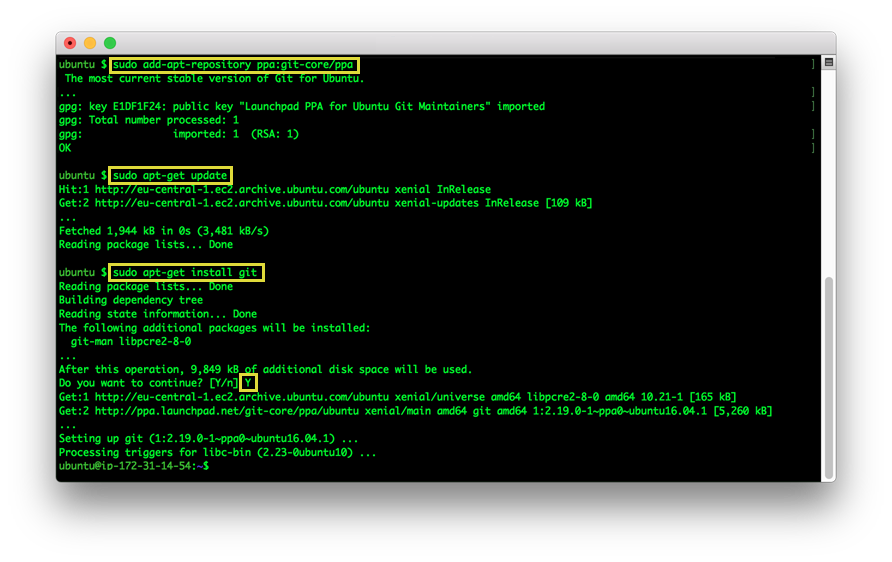 ubuntu $ sudo add-apt-repository ppa:git-core/ppa ]
The most current stable version of Git for Ubuntu.
... ]
gpg: key E1DF1F24: public key "Launchpad PPA for Ubuntu Git Maintainers" imported ]
gpg: Total number processed: 1
gpg: imported: 1 (RSA: 1) ]
OK ]
ubuntu $ sudo apt-get update
Hit:1 http://eu-central-1.ec2.archive.ubuntu.com/ubuntu xenial InRelease
Get:2 http://eu-central-1.ec2.archive.ubuntu.com/ubuntu xenial-updates InRelease [109 kB]
...
Fetched 1,944 kB in 0s (3,481 kB/s)
Reading package lists... Done
ubuntu $ sudo apt-get install git
Reading package lists... Done
Building dependency tree
Reading state information... Done
The following additional packages will be installed:
git-man libpcre2-8-0
...
After this operation, 9,849 kB of additional disk space will be used.
Do you want to continue? [Y/n] Y
Get:1 http://eu-central-1.ec2.archive.ubuntu.com/ubuntu xenial/universe amd64 libpcre2-8-0 amd64 10.21-1 [165 kB]
Get:2 http://ppa.launchpad.net/git-core/ppa/ubuntu xenial/main amd64 git amd64 1:2.19.0-1~ppa0~ubuntu16.04.1 [5,260 kB]
...
Setting up git (1:2.19.0-1~ppa0~ubuntu16.04.1) ...
Processing triggers for libc-bin (2.23-0ubuntu10) ...
ubuntu@ip-172-31-14-54:~$